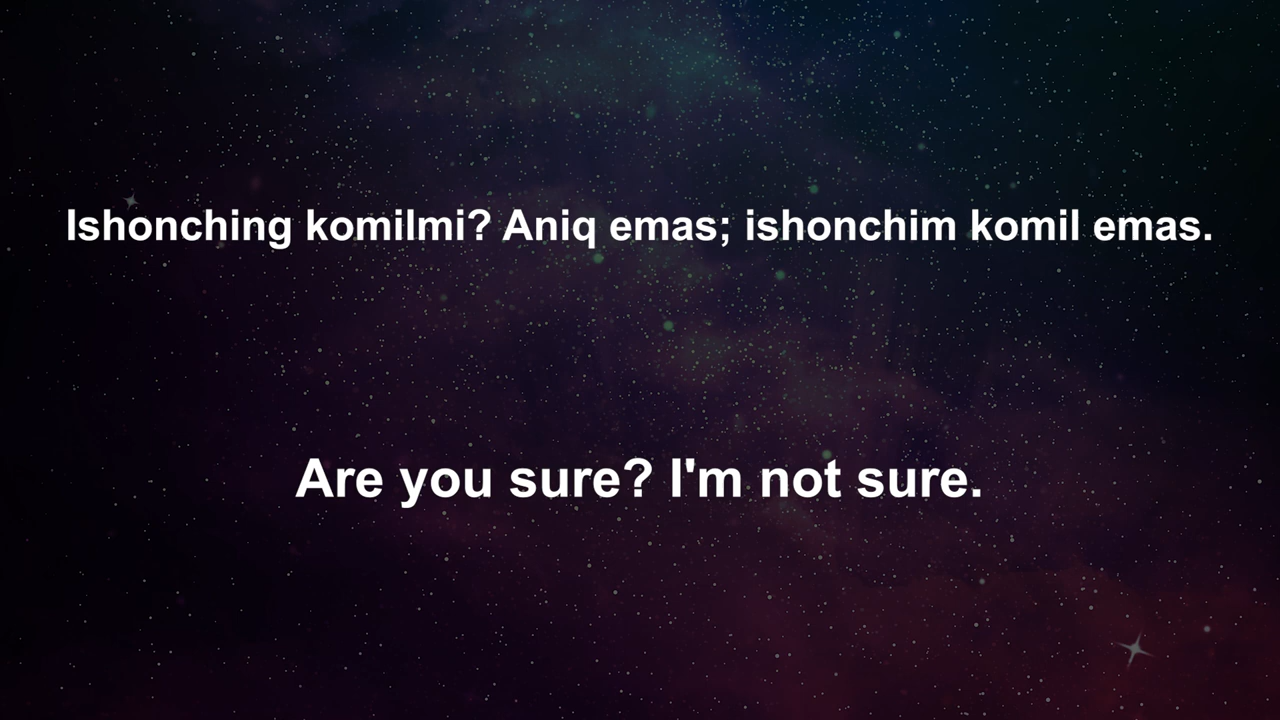 Ishonching komilmi? Aniq emas; ishonchim komil emas.
Are you sure? I'm not sure.